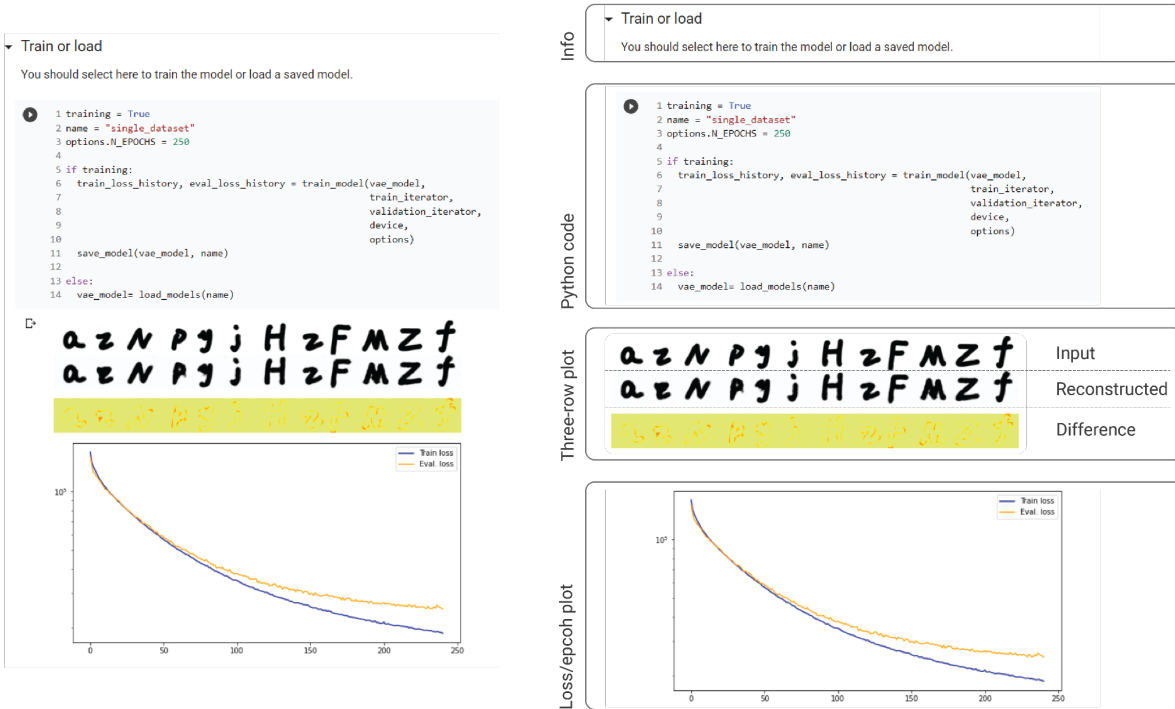 Train or load
You should select here to train the model or load a saved model.
1 training = True
2 name = "single_dataset"
3 options.N_EPOCHS = 250
4
5 if training:
6 train_loss_history, eval_loss_history = train_model(vae_model,
7 train_iterator,
8 validation_iterator,
9 device,
10 options)
11 save_model(vae_model, name)
12
13 else:
14 vae_model= load_models(name)
a z N p y j H z F M Z f
a z N p y j H z F M Z f
Train loss
Eval. loss
10⁵
0 50 100 150 200 250
Info
Train or load
You should select here to train the model or load a saved model.
Python code
1 training = True
2 name = "single_dataset"
3 options.N_EPOCHS = 250
4
5 if training:
6 train_loss_history, eval_loss_history = train_model(vae_model,
7 train_iterator,
8 validation_iterator,
9 device,
10 options)
11 save_model(vae_model, name)
12
13 else:
14 vae_model= load_models(name)
Three-row plot
a z N p y j H z F M Z f
Input
a z N p y j H z F M Z f
Reconstructed
Difference
Loss/epcoh plot
Train loss
Eval. loss
10⁵
0 50 100 150 200 250